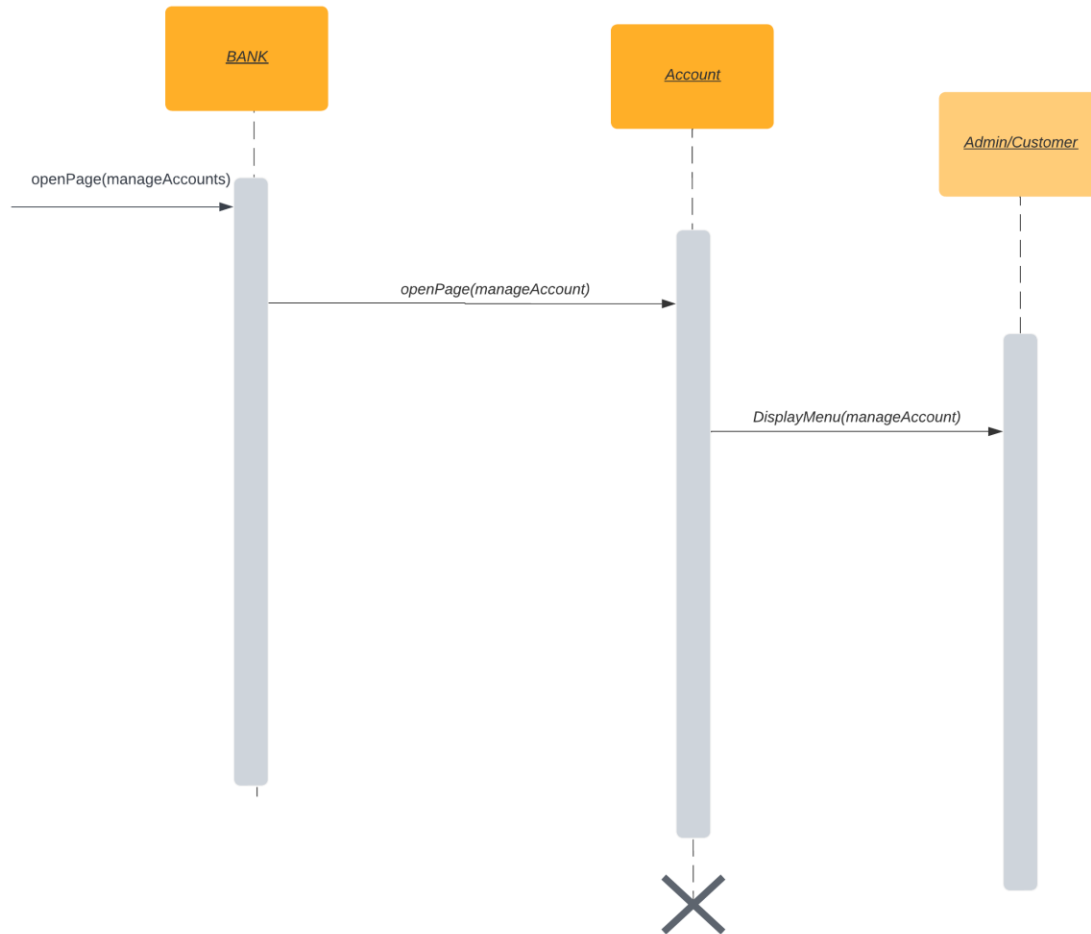 BANK
Account
Admin/Customer
openPage(manageAccounts)
openPage(manageAccount)
DisplayMenu(manageAccount)